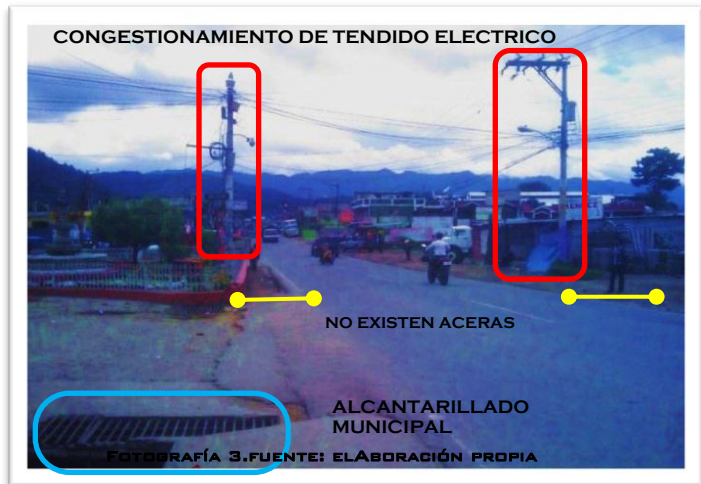 CONGESTIONAMIENTO DE TENDIDO ELECTRICO
NO EXISTEN ACERAS
ALCANTARILLADO
MUNICIPAL
FOTOGRAFÍA 3.FUENTE: ELABORACIÓN PROPIA